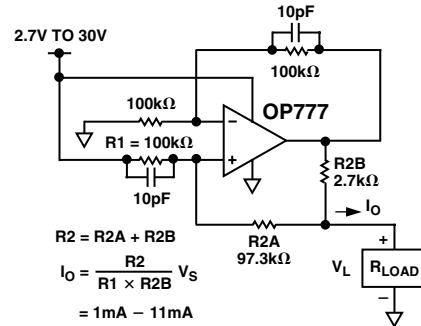 10pF
2.7V TO 30V
100kΩ
100kΩ
OP777
R1 = 100kΩ
−
+
R2B
2.7kΩ
10pF
I_O
R2 = R2A + R2B
R2A
97.3kΩ
+
V_L
R_LOAD
−
I_O = R2 / (R1 × R2B) V_S
= 1mA − 11mA